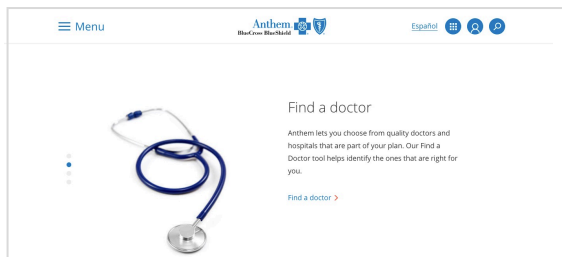 Menu
Anthem
BlueCross BlueShield
Español
Find a doctor
Anthem lets you choose from quality doctors and
hospitals that are part of your plan. Our Find a
Doctor tool helps identify the ones that are right for
you.
Find a doctor >